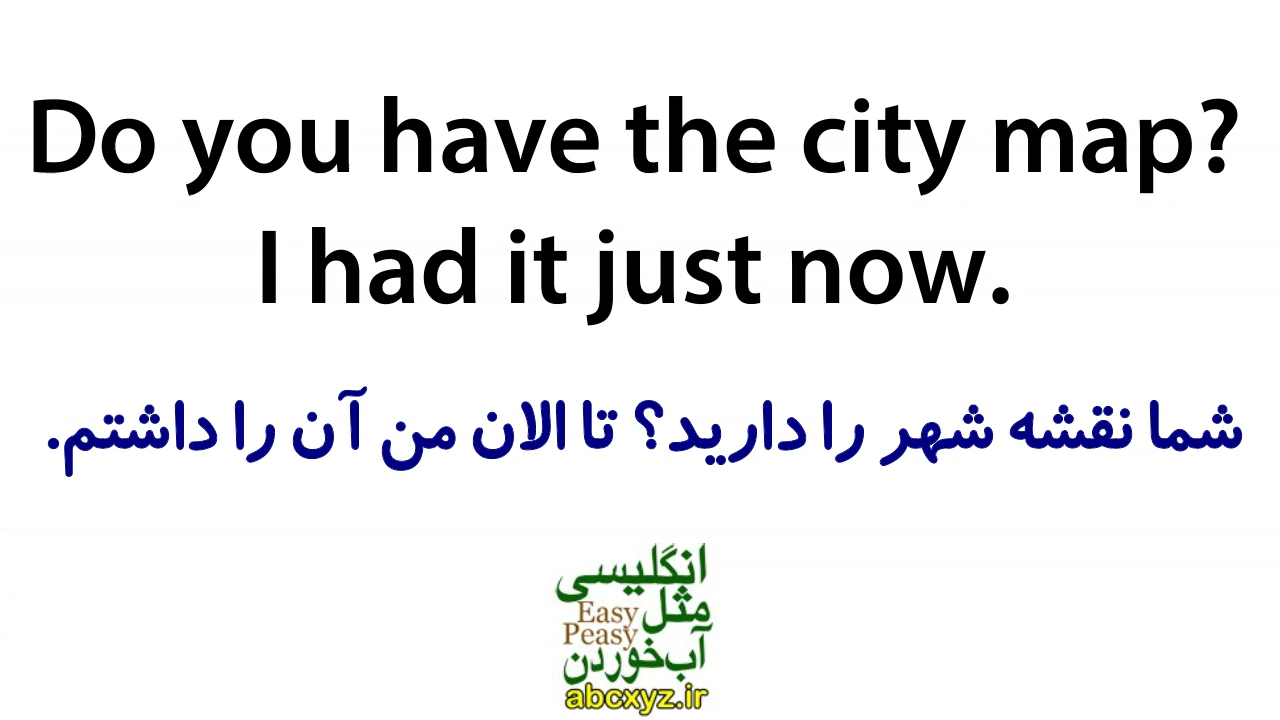 Do you have the city map?
I had it just now.
شما نقشه شهر را دارید؟ تا الان من آن را داشتم.
انگلیسی
مثل
Easy
Peasy
آب خوردن
abcxyz.ir